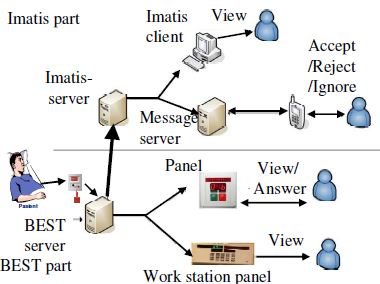 Imatis part
Imatis
client
View
Accept
/Reject
/Ignore
Imatis-
server
Message
server
Panel
View/
Answer
Patient
BEST
server
BEST part
View
Work station panel